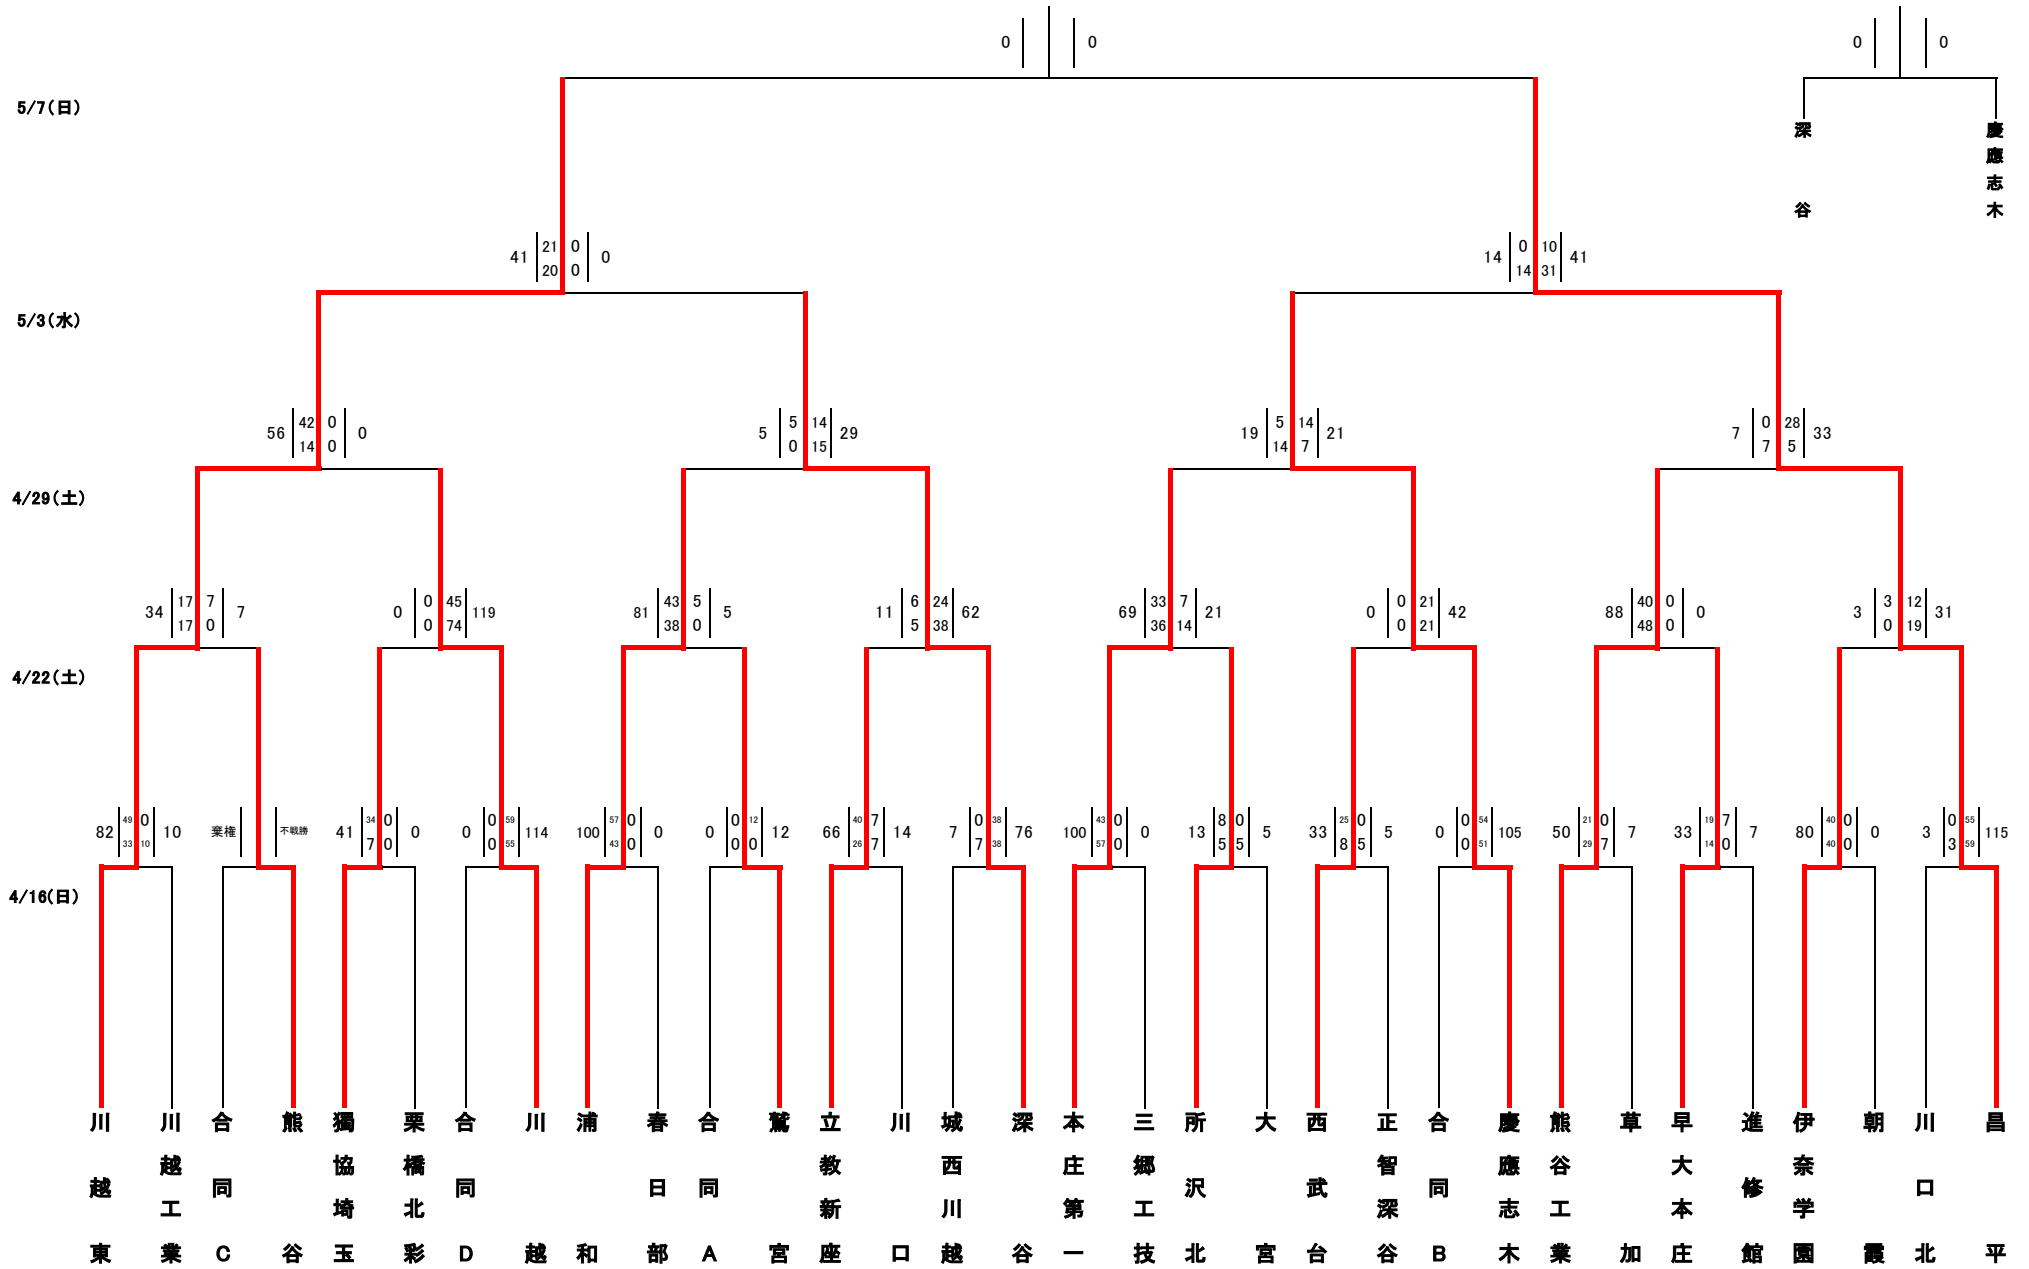 0 0 0 0
5/7(日)
深谷 慶應志木
41 21 0 0
20 0
14 0 10 41
14 31
5/3(水)
56 42 0 0
14 0
5 5 14 29
0 15
19 5 14 21
14 7
7 0 28 33
7 5
4/29(土)
34 17 7 7
17 0
0 0 45 119
0 74
81 43 5 5
38 0
11 6 24 62
5 38
69 33 7 21
36 14
0 0 21 42
0 21
88 40 0 0
48 0
3 3 12 31
0 19
4/22(土)
82 49 0 10
33 10
棄権 不戦勝
41 34 0 0
7 0
0 0 59 114
0 55
100 57 0 0
43 0
0 0 12 12
0 0
66 40 7 14
26 7
7 0 38 76
7 38
100 43 0 0
57 0
13 8 0 5
5 5
33 25 0 5
8 5
0 0 54 105
0 51
50 21 0 7
29 7
33 19 7 7
14 0
80 40 0 0
40 0
3 0 55 115
3 59
4/16(日)
川越東
川越工業
合同C
熊谷
獨協埼玉
栗橋北彩
合同D
川越
浦和
春日部
合同A
鷲宮
立教新座
川口
城西川越
深谷
本庄第一
三郷工技
所沢北
大宮
西武台
正智深谷
合同B
慶應志木
熊谷工業
草加
早大本庄
進修館
伊奈学園
朝霞
川口北
昌平